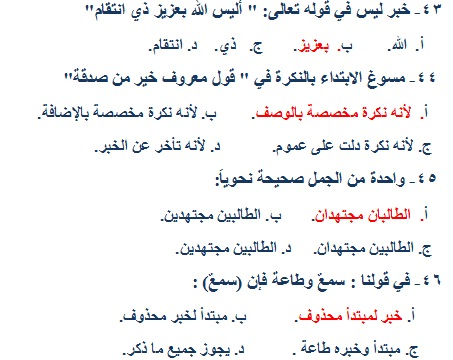 ٤٣- خبر ليس في قوله تعالى: " أليس الله بعزيز ذي انتقام"
أ. الله. ب. بعزيز. ج. ذي. د. انتقام.
٤٤- مسوغ الابتداء بالنكرة في " قول معروف خير من صدقة"
أ. لأنه نكرة مخصصة بالوصف. ب. لأنه نكرة مخصصة بالإضافة.
ج. لأنه نكرة دلت على عموم. د. لأنه تأخر عن الخبر.
٤٥- واحدة من الجمل صحيحة نحوياً:
أ. الطالبان مجتهدان. ب. الطالبين مجتهدين.
ج. الطالبين مجتهدان. د. الطالبين مجتهدين.
٤٦- في قولنا : سمعٌ وطاعة فإن (سمعٌ) :
أ. خبر لمبتدأ محذوف. ب. مبتدأ لخبر محذوف.
ج. مبتدأ وخبره طاعة . د. يجوز جميع ما ذكر.